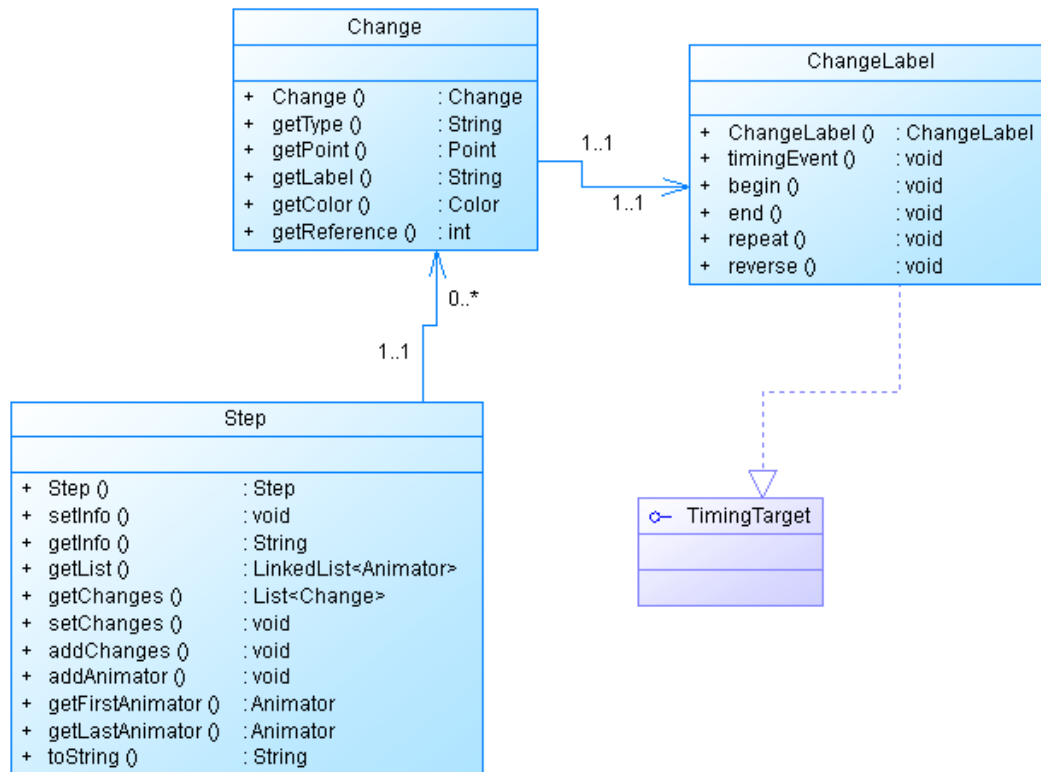 Change
+ Change () : Change
+ getType () : String
+ getPoint () : Point
+ getLabel () : String
+ getColor () : Color
+ getReference () : int
ChangeLabel
+ ChangeLabel () : ChangeLabel
+ timingEvent () : void
+ begin () : void
+ end () : void
+ repeat () : void
+ reverse () : void
1..1
1..1
0..*
1..1
Step
+ Step () : Step
+ setInfo () : void
+ getInfo () : String
+ getList () : LinkedList<Animator>
+ getChanges () : List<Change>
+ setChanges () : void
+ addChanges () : void
+ addAnimator () : void
+ getFirstAnimator () : Animator
+ getLastAnimator () : Animator
+ toString () : String
TimingTarget